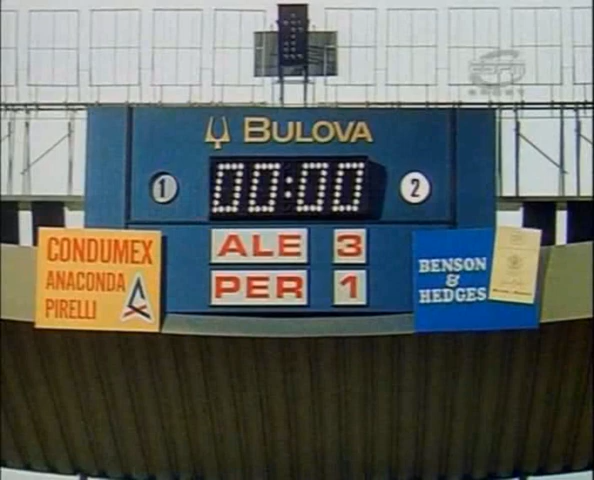 BULOVA
1
00:00
2
ALE 3
PER 1
CONDUMEX
ANACONDA
PIRELLI
BENSON
&
HEDGES